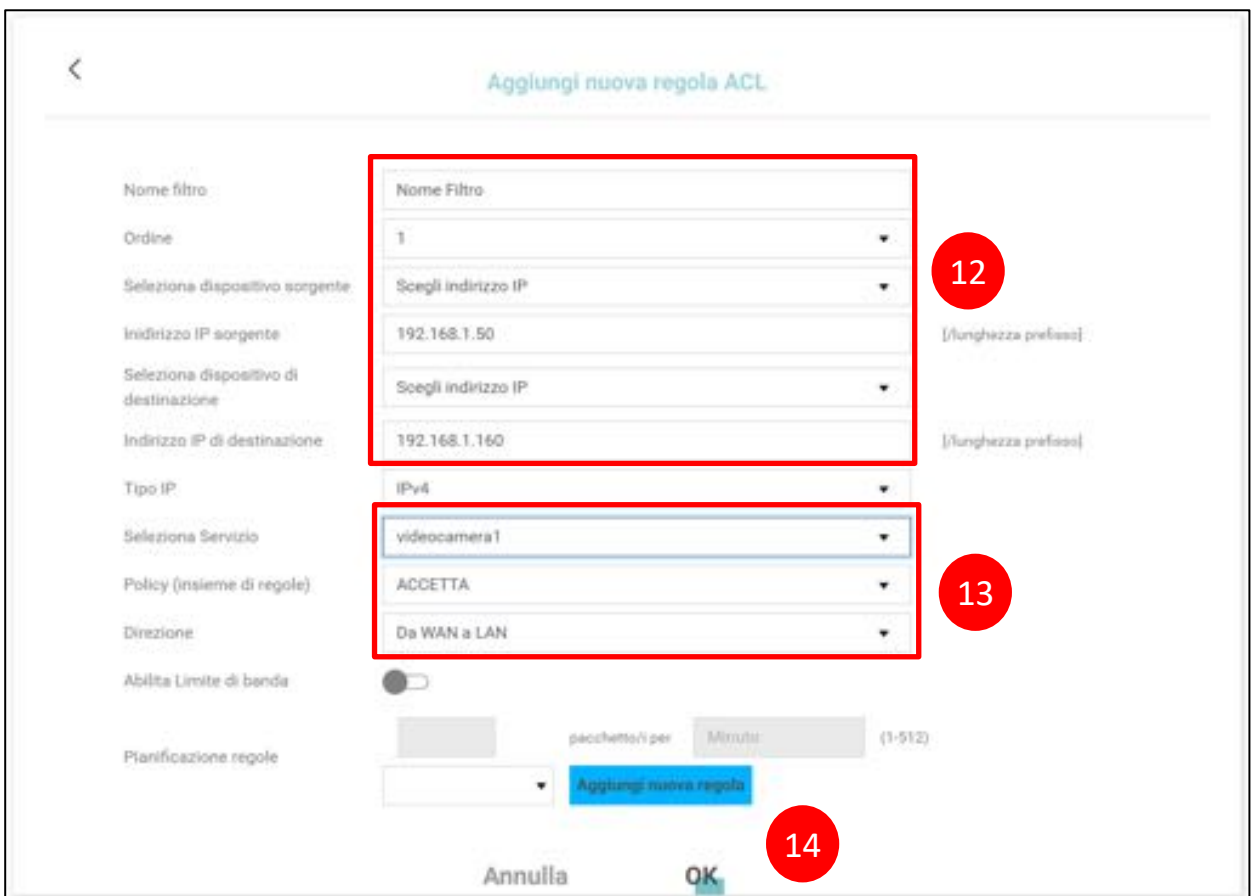 Aggiungi nuova regola ACL
Nome filtro
Nome Filtro
Ordine
1
Seleziona dispositivo sorgente
Scegli indirizzo IP
12
Inidirizzo IP sorgente
192.168.1.50
[/lunghezza prefisso]
Seleziona dispositivo di
destinazione
Scegli indirizzo IP
Indirizzo IP di destinazione
192.168.1.160
[/lunghezza prefisso]
Tipo IP
IPv4
Seleziona Servizio
videocamera1
Policy (insieme di regole)
ACCETTA
13
Direzione
Da WAN a LAN
Abilita Limite di banda
pacchetto/i per
Minuto
(1-512)
Pianificazione regole
Aggiungi nuova regola
14
Annulla
OK